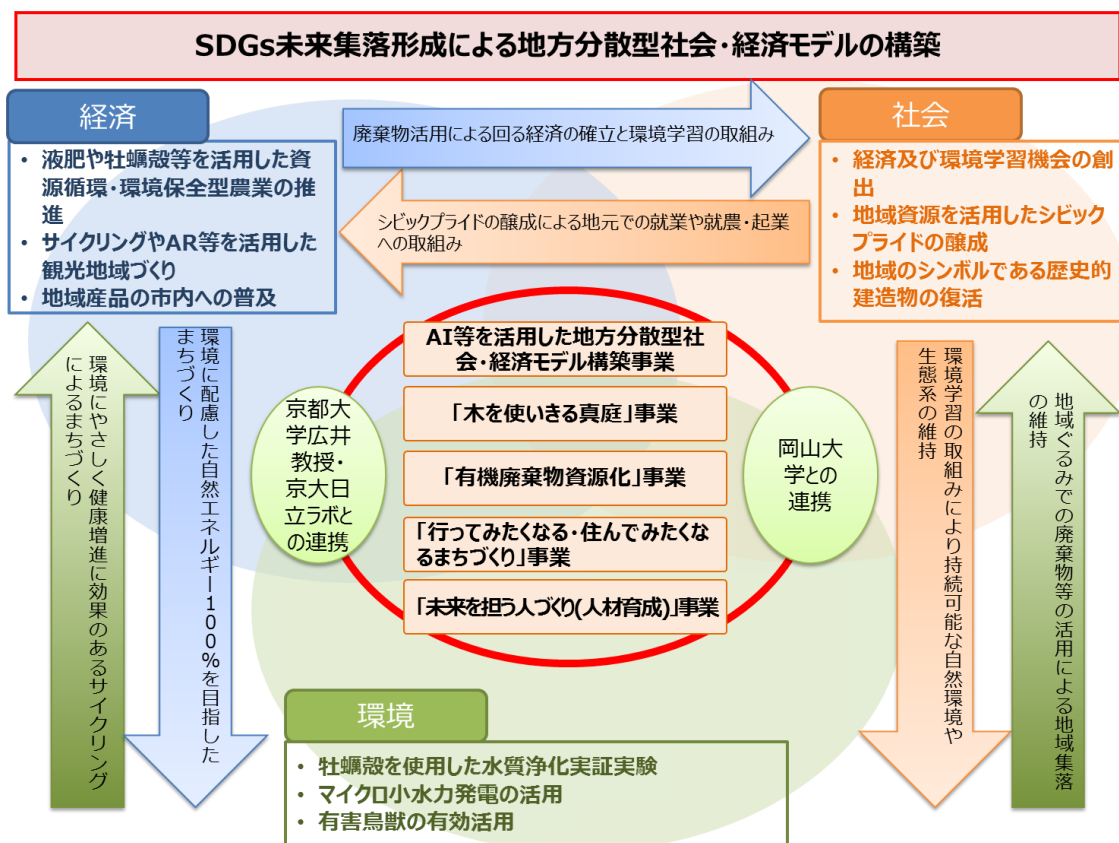 SDGs未来集落形成による地方分散型社会・経済モデルの構築
経済
・ 液肥や牡蠣殻等を活用した資
源循環・環境保全型農業の推
進
・ サイクリングやAR等を活用した
観光地域づくり
・ 地域産品の市内への普及
廃棄物活用による回る経済の確立と環境学習の取組み
シビックプライドの醸成による地元での就業や就農・起業
への取組み
社会
・ 経済及び環境学習機会の創
出
・ 地域資源を活用したシビック
プライドの醸成
・ 地域のシンボルである歴史的
建造物の復活
環境にやさしく健康増進に効果のあるサイクリング
によるまちづくり
環境に配慮した自然エネルギー100%を目指した
まちづくり
京都大
学広井
教授・
京大日
立ラボと
の連携
AI等を活用した地方分散型社
会・経済モデル構築事業
「木を使いきる真庭」事業
「有機廃棄物資源化」事業
「行ってみたくなる・住んでみたくな
るまちづくり」事業
「未来を担う人づくり(人材育成)」事業
岡山大
学との
連携
環境学習の取組みにより持続可能な自然環境や
生態系の維持
地域ぐるみでの廃棄物等の活用による地域集落
の維持
環境
・ 牡蠣殻を使用した水質浄化実証実験
・ マイクロ小水力発電の活用
・ 有害鳥獣の有効活用